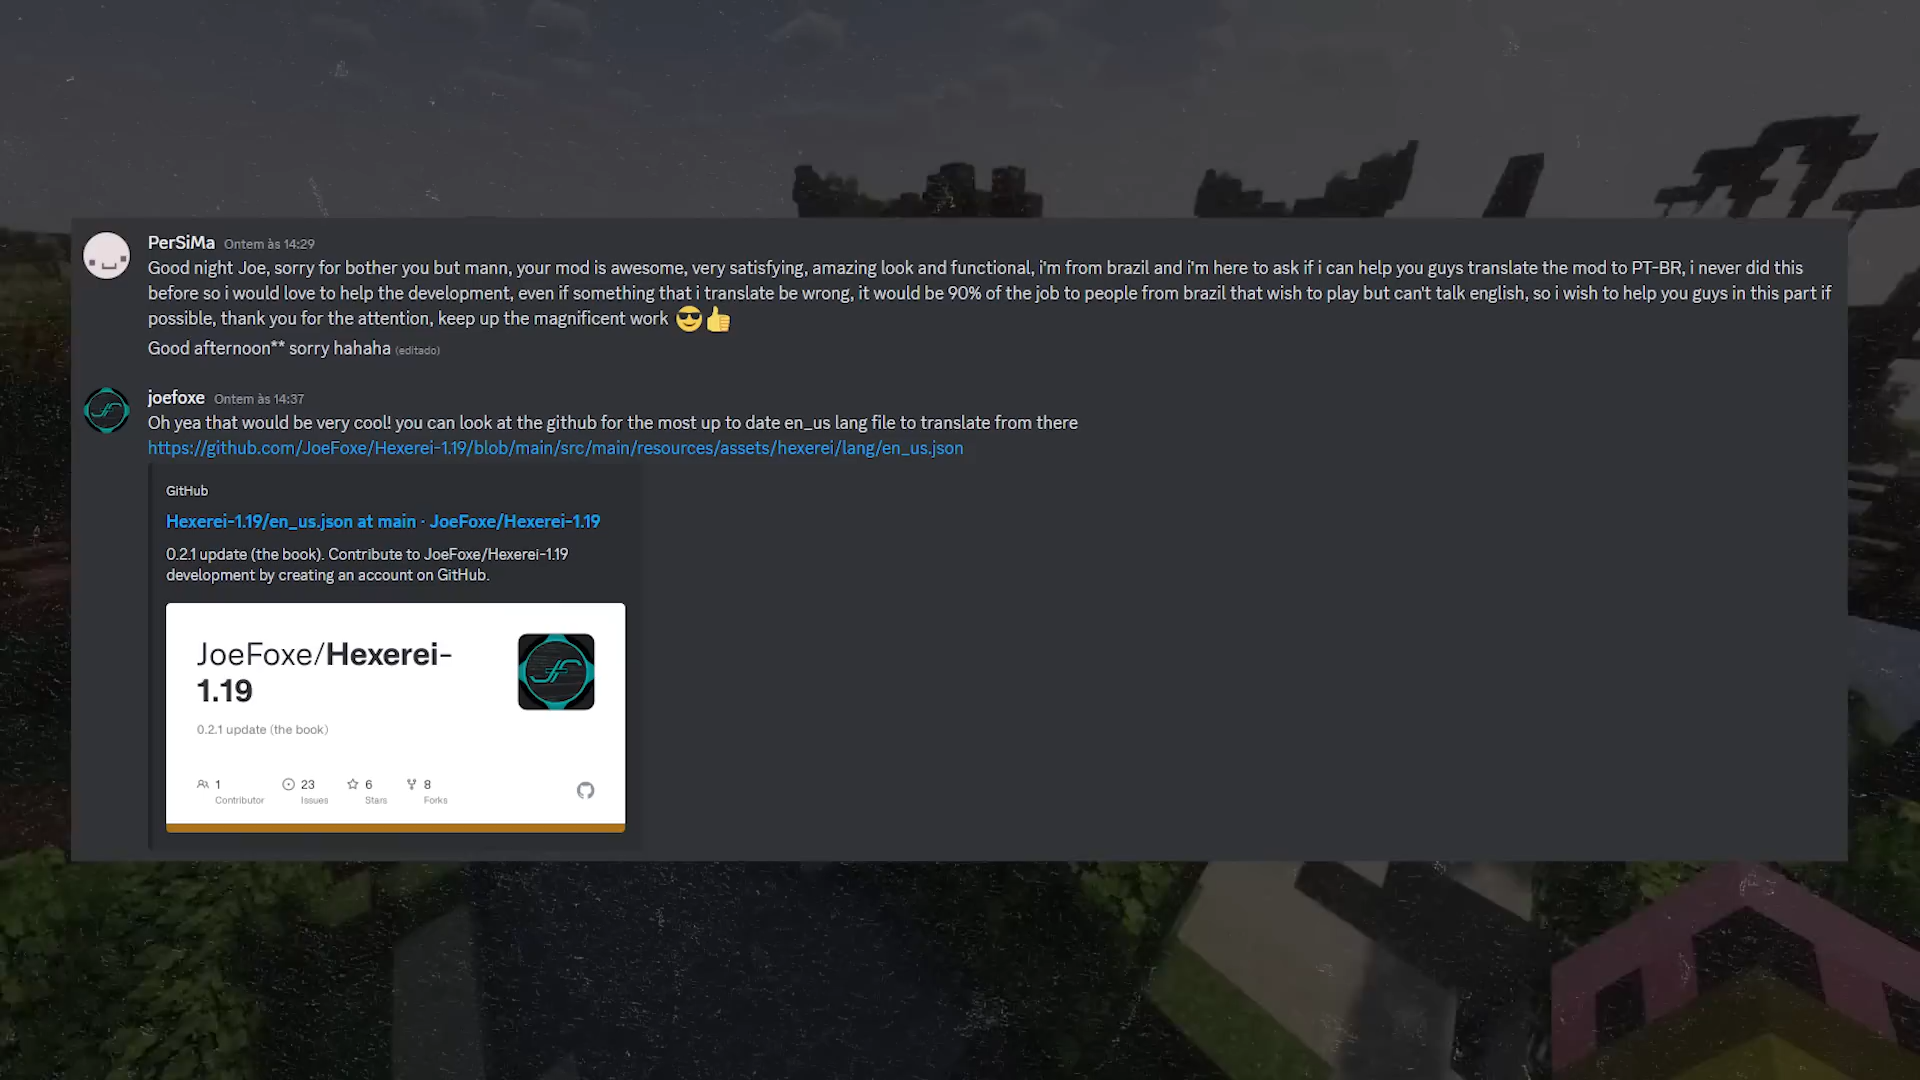 PerSiMa Ontem às 14:29
Good night Joe, sorry for bother you but mann, your mod is awesome, very satisfying, amazing look and functional, i'm from brazil and i'm here to ask if i can help you guys translate the mod to PT-BR, i never did this
before so i would love to help the development, even if something that i translate be wrong, it would be 90% of the job to people from brazil that wish to play but can't talk english, so i wish to help you guys in this part if
possible, thank you for the attention, keep up the magnificent work 😎👍
Good afternoon** sorry hahaha (editado)
joefoxe Ontem às 14:37
Oh yea that would be very cool! you can look at the github for the most up to date en_us lang file to translate from there
https://github.com/JoeFoxe/Hexerei-1.19/blob/main/src/main/resources/assets/hexerei/lang/en_us.json
GitHub
Hexerei-1.19/en_us.json at main · JoeFoxe/Hexerei-1.19
0.2.1 update (the book). Contribute to JoeFoxe/Hexerei-1.19
development by creating an account on GitHub.
JoeFoxe/Hexerei-
1.19
0.2.1 update (the book)
1 23 6 8
Contributor Issues Stars Forks